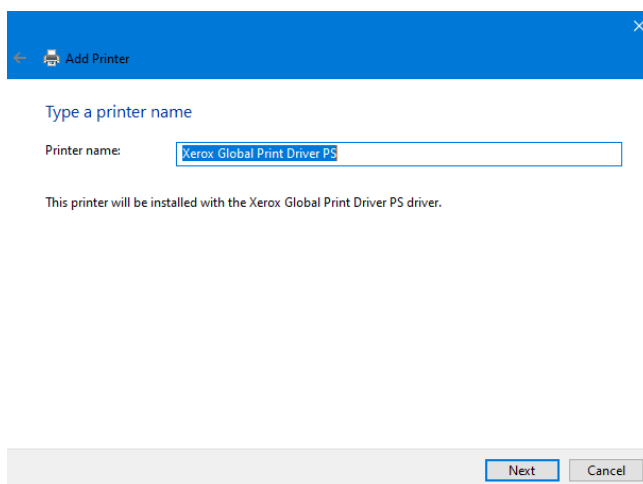 Add Printer
Type a printer name
Printer name: Xerox Global Print Driver PS
This printer will be installed with the Xerox Global Print Driver PS driver.
Next Cancel